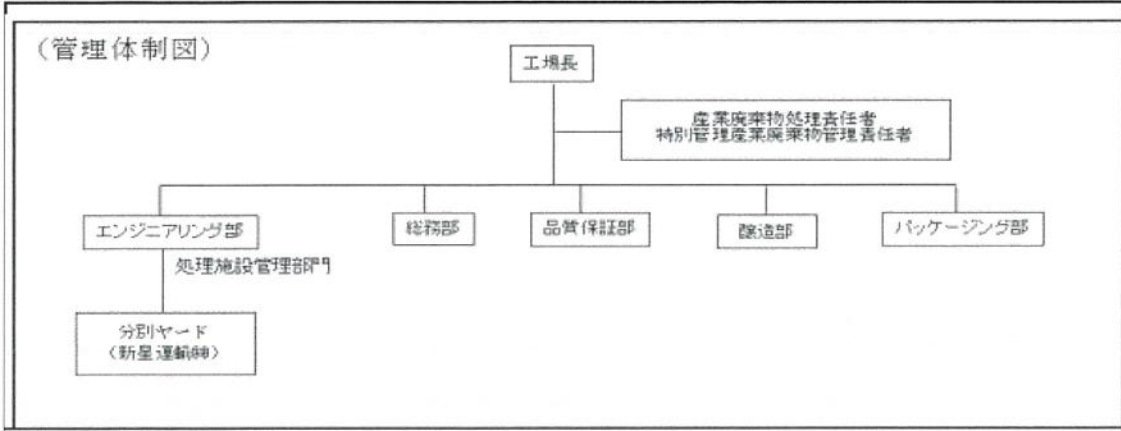 （管理体制図）
工場長
産業廃棄物処理責任者
特別管理産業廃棄物管理責任者
エンジニアリング部
総務部
品質保証部
醸造部
パッケージング部
処理施設管理部門
分別ヤード
（新星運輸㈱）